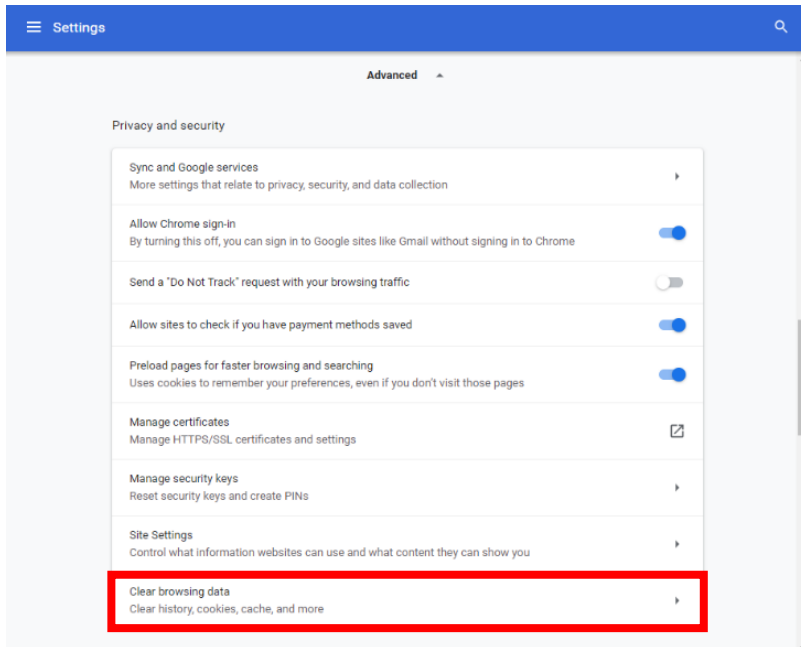 Settings
Advanced
Privacy and security
Sync and Google services
More settings that relate to privacy, security, and data collection
Allow Chrome sign-in
By turning this off, you can sign in to Google sites like Gmail without signing in to Chrome
Send a "Do Not Track" request with your browsing traffic
Allow sites to check if you have payment methods saved
Preload pages for faster browsing and searching
Uses cookies to remember your preferences, even if you don't visit those pages
Manage certificates
Manage HTTPS/SSL certificates and settings
Manage security keys
Reset security keys and create PINs
Site Settings
Control what information websites can use and what content they can show you
Clear browsing data
Clear history, cookies, cache, and more